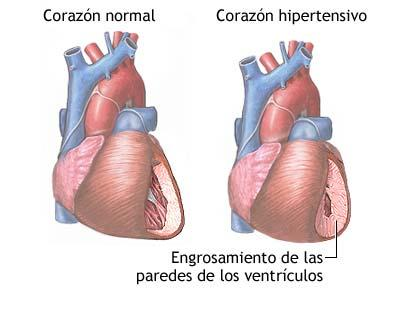 Corazón normal
Corazón hipertensivo
Engrosamiento de las
paredes de los ventrículos